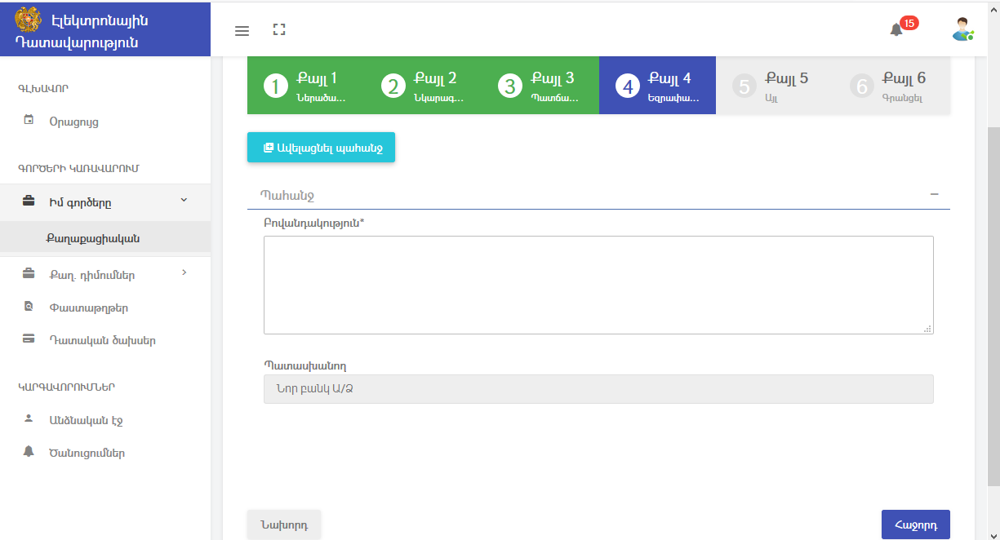 Էլեկտրոնային
Դատավարություն
15
ԳԼԽԱՎՈՐ
Օրացույց
ԳՈՐԾԵՐԻ ԿԱՌԱՎԱՐՈՒՄ
Իմ գործերը
Քաղաքացիական
Քաղ. դիմումներ
Փաստաթղթեր
Դատական ծախսեր
ԿԱՐԳԱՎՈՐՈՒՄՆԵՐ
Անձնական էջ
Ծանուցումներ
1 Քայլ 1
Ներածա...
2 Քայլ 2
Նկարագ...
3 Քայլ 3
Պատճա...
4 Քայլ 4
Եզրափա...
5 Քայլ 5
Այլ
6 Քայլ 6
Գրանցել
Ավելացնել պահանջ
Պահանջ
Բովանդակություն*
Պատասխանող
Նոր բանկ Ա/Ձ
Նախորդ
Հաջորդ